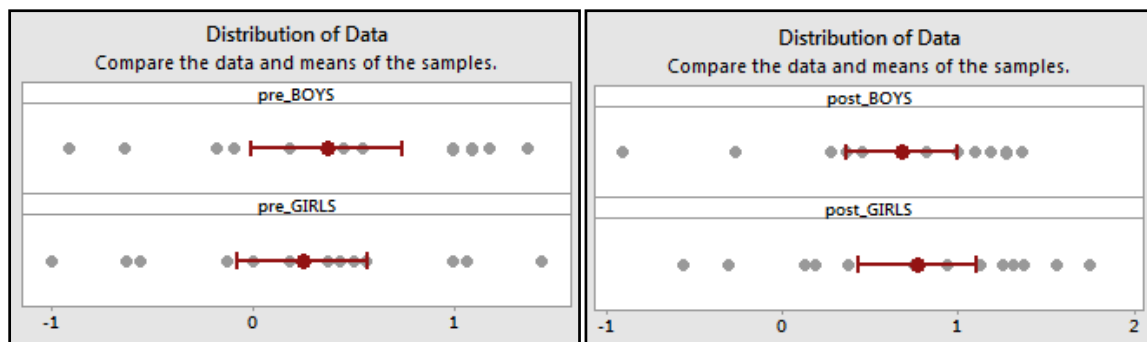 Distribution of Data
Compare the data and means of the samples.
pre_BOYS
pre_GIRLS
-1 0 1
Distribution of Data
Compare the data and means of the samples.
post_BOYS
post_GIRLS
-1 0 1 2